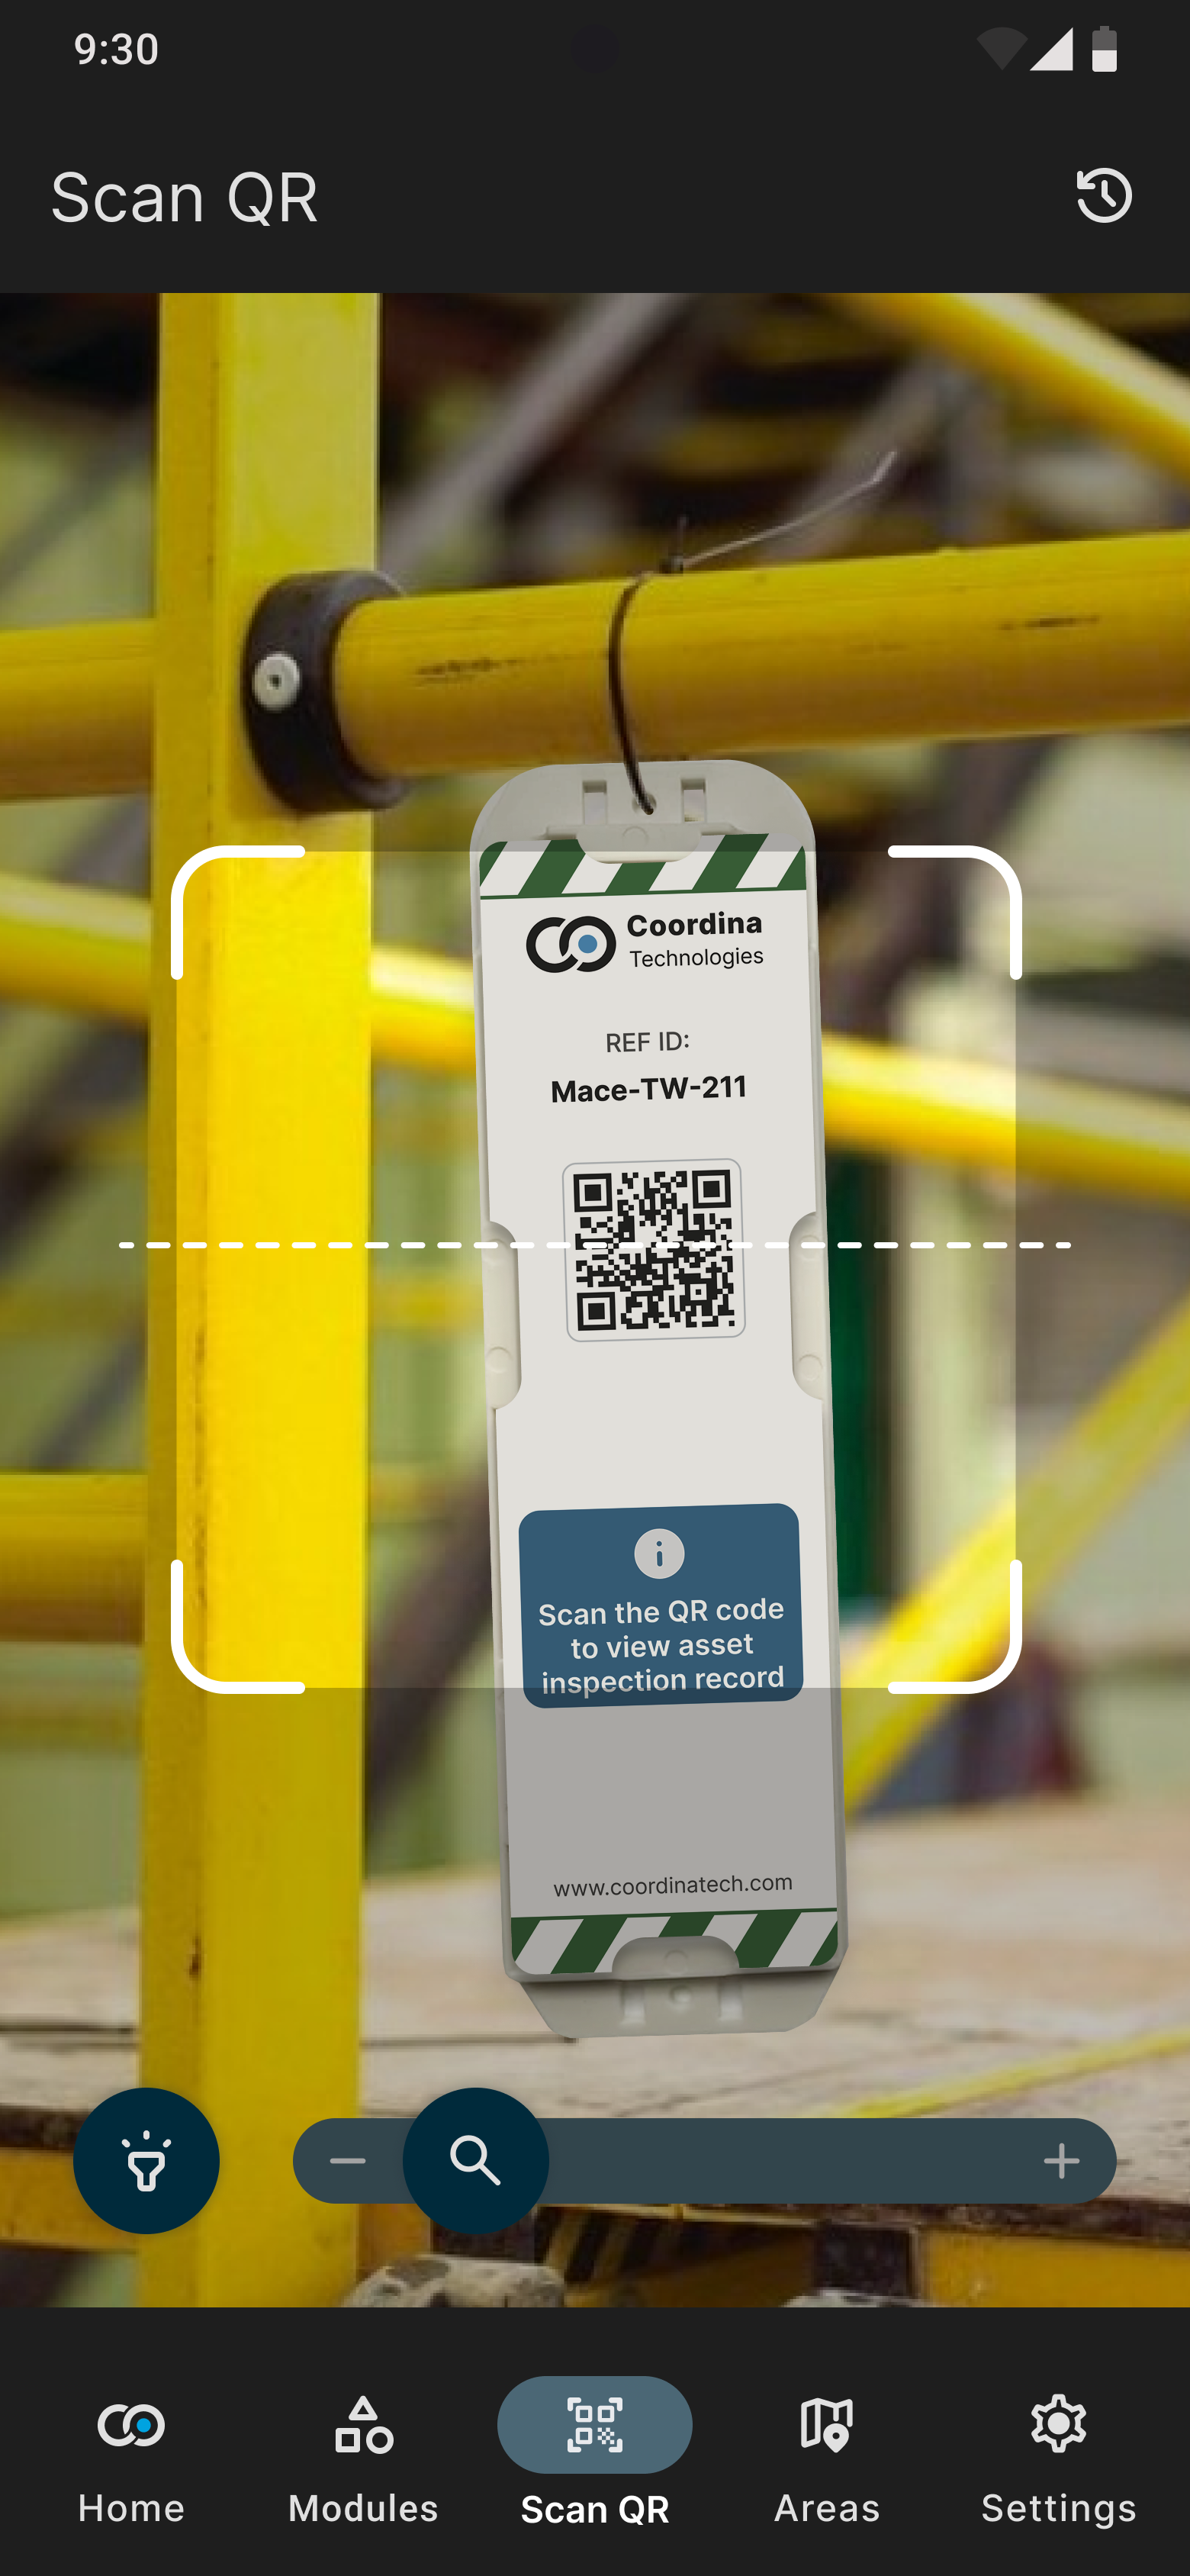 9:30
Scan QR
Coordina
Technologies
REF ID:
Mace-TW-211
Scan the QR code
to view asset
inspection record
www.coordinatech.com
Home
Modules
Scan QR
Areas
Settings